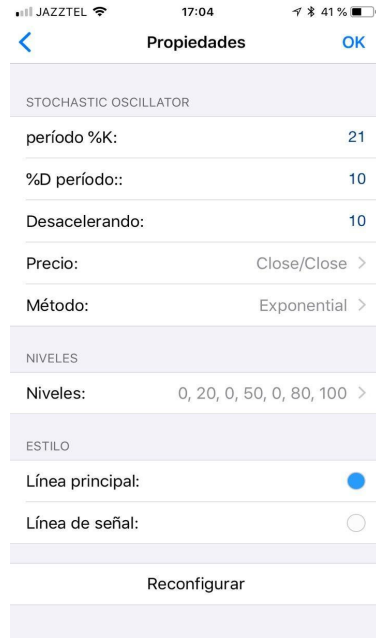 JAZZTEL 17:04 41 %
Propiedades OK
STOCHASTIC OSCILLATOR
período %K: 21
%D período:: 10
Desacelerando: 10
Precio: Close/Close
Método: Exponential
NIVELES
Niveles: 0, 20, 0, 50, 0, 80, 100
ESTILO
Línea principal:
Línea de señal:
Reconfigurar